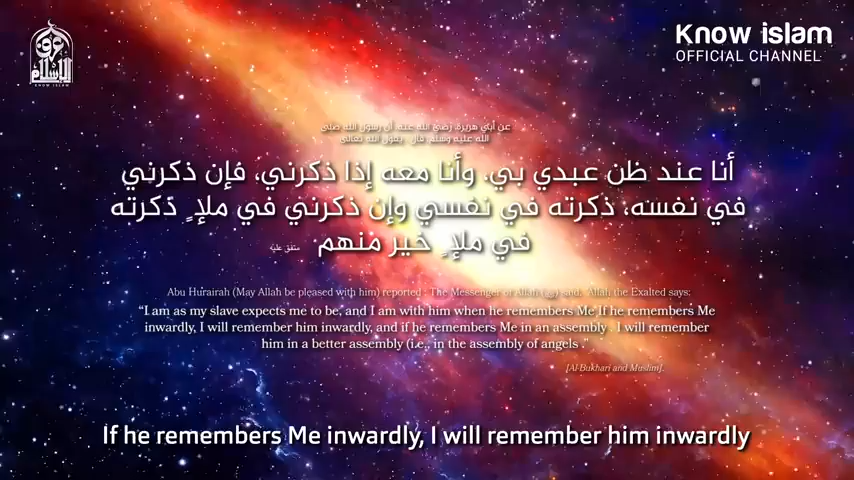 عرف
الإسلام
KNOW ISLAM
Know islam
OFFICIAL CHANNEL
عن أبي هريرة، رضي الله عنه، أن رسول الله صلى
الله عليه وسلم، قال: يقول الله تعالى
أنا عند ظن عبدي بي، وأنا معه إذا ذكرني، فإن ذكرني
في نفسه، ذكرته في نفسي وإن ذكرني في ملإٍ ذكرته
في ملإٍ خير منهم متفق عليه
Abu Hurairah (May Allah be pleased with him) reported : The Messenger of Allah (ﷺ) said, "Allah the Exalted says:
"I am as my slave expects me to be, and I am with him when he remembers Me If he remembers Me
inwardly, I will remember him inwardly, and if he remembers Me in an assembly . I will remember
him in a better assembly (i.e., in the assembly of angels ."
[Al-Bukhari and Muslim].
If he remembers Me inwardly, I will remember him inwardly